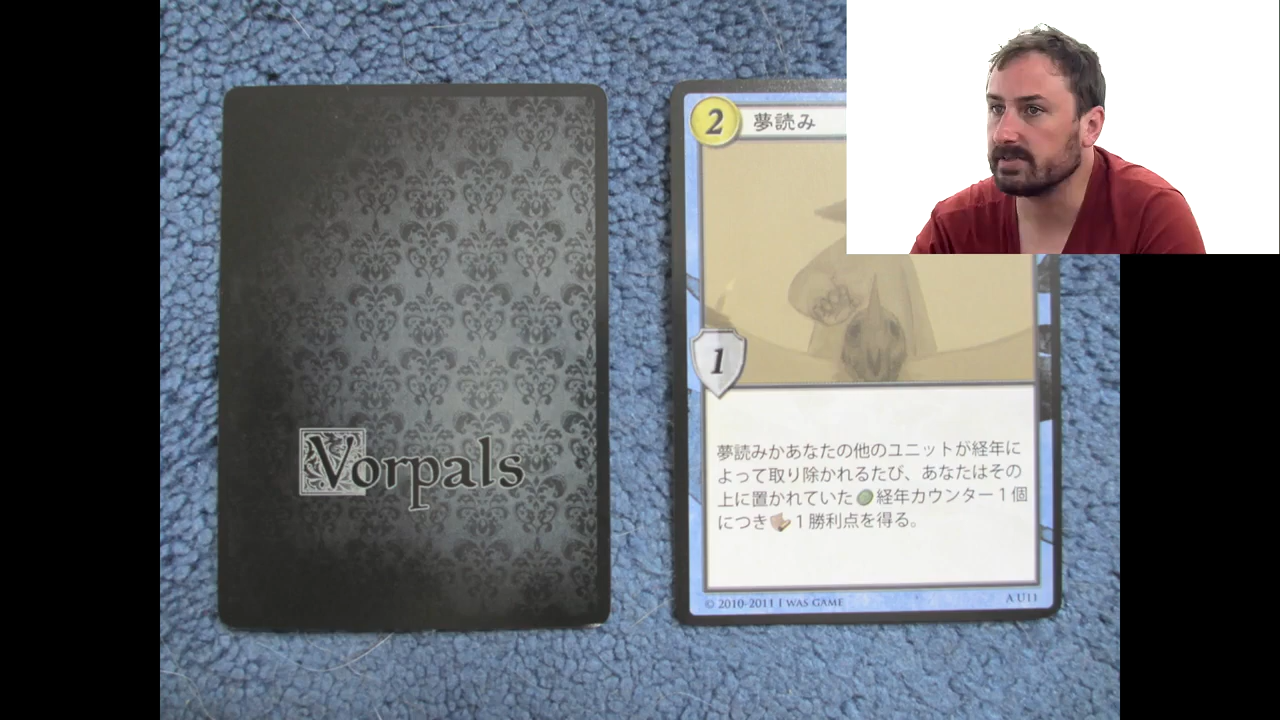 Vorpals
2
夢読み
1
夢読みかあなたの他のユニットが経年に
よって取り除かれるたび、あなたはその
上に置かれていた経年カウンター1個
につき1勝利点を得る。
© 2010-2011 I WAS GAME
A U11